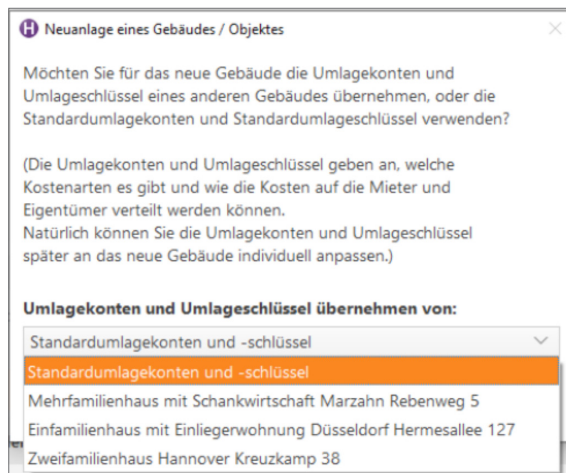 H Neuanlage eines Gebäudes / Objektes
Möchten Sie für das neue Gebäude die Umlagekonten und
Umlageschlüssel eines anderen Gebäudes übernehmen, oder die
Standardumlagekonten und Standardumlageschlüssel verwenden?
(Die Umlagekonten und Umlageschlüssel geben an, welche
Kostenarten es gibt und wie die Kosten auf die Mieter und
Eigentümer verteilt werden können.
Natürlich können Sie die Umlagekonten und Umlageschlüssel
später an das neue Gebäude individuell anpassen.)
Umlagekonten und Umlageschlüssel übernehmen von:
Standardumlagekonten und -schlüssel
Standardumlagekonten und -schlüssel
Mehrfamilienhaus mit Schankwirtschaft Marzahn Rebenweg 5
Einfamilienhaus mit Einliegerwohnung Düsseldorf Hermesallee 127
Zweifamilienhaus Hannover Kreuzkamp 38